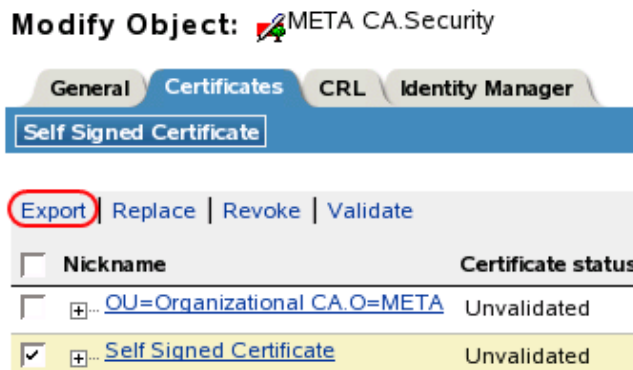 Modify Object: META CA.Security
General Certificates CRL Identity Manager
Self Signed Certificate
Export Replace | Revoke | Validate
Nickname Certificate status
OU=Organizational CA.O=META Unvalidated
Self Signed Certificate Unvalidated